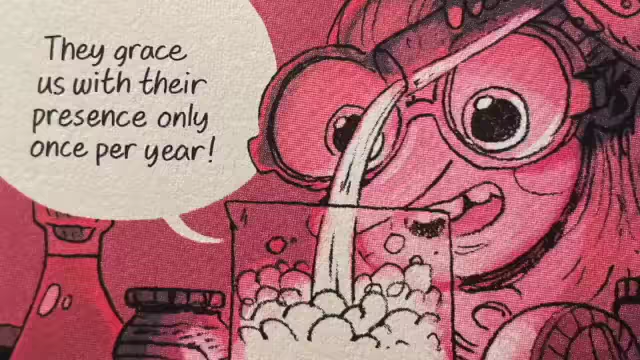 They grace
us with their
presence only
once per year!